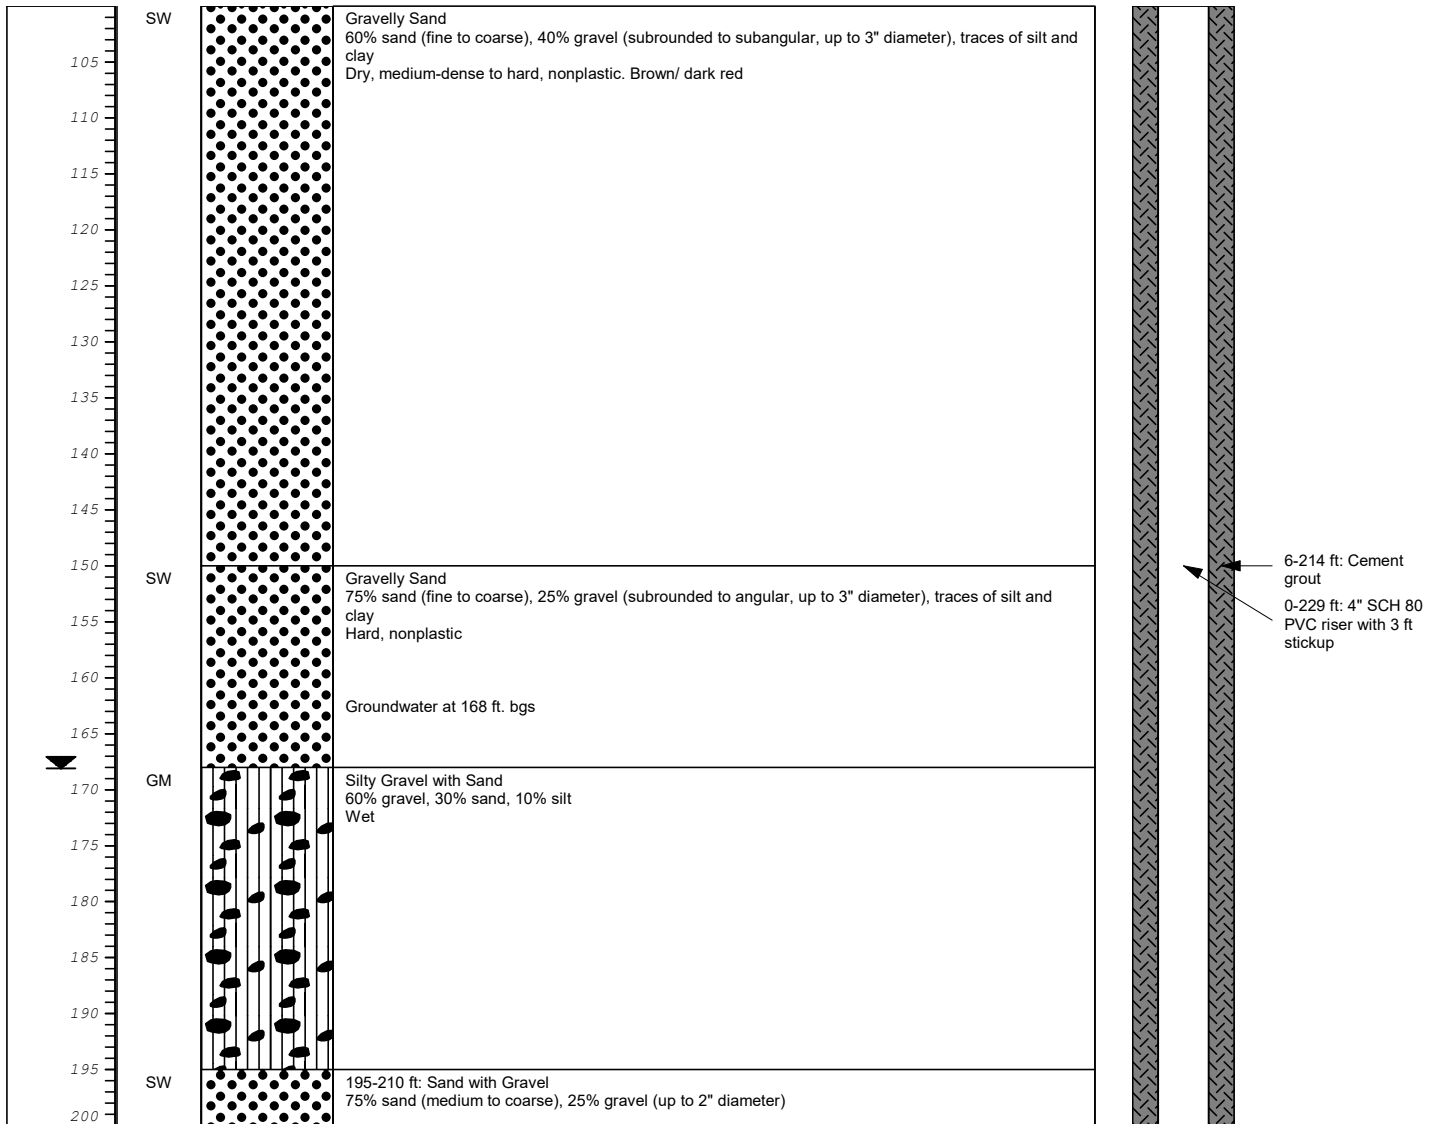 SW
Gravelly Sand
60% sand (fine to coarse), 40% gravel (subrounded to subangular, up to 3" diameter), traces of silt and
clay
Dry, medium-dense to hard, nonplastic. Brown/ dark red
105
110
115
120
125
130
135
140
145
150
SW
Gravelly Sand
75% sand (fine to coarse), 25% gravel (subrounded to angular, up to 3" diameter), traces of silt and
clay
Hard, nonplastic
155
160
Groundwater at 168 ft. bgs
165
6-214 ft: Cement
grout
0-229 ft: 4" SCH 80
PVC riser with 3 ft
stickup
GM
Silty Gravel with Sand
60% gravel, 30% sand, 10% silt
Wet
170
175
180
185
190
195
SW
195-210 ft: Sand with Gravel
75% sand (medium to coarse), 25% gravel (up to 2" diameter)
200